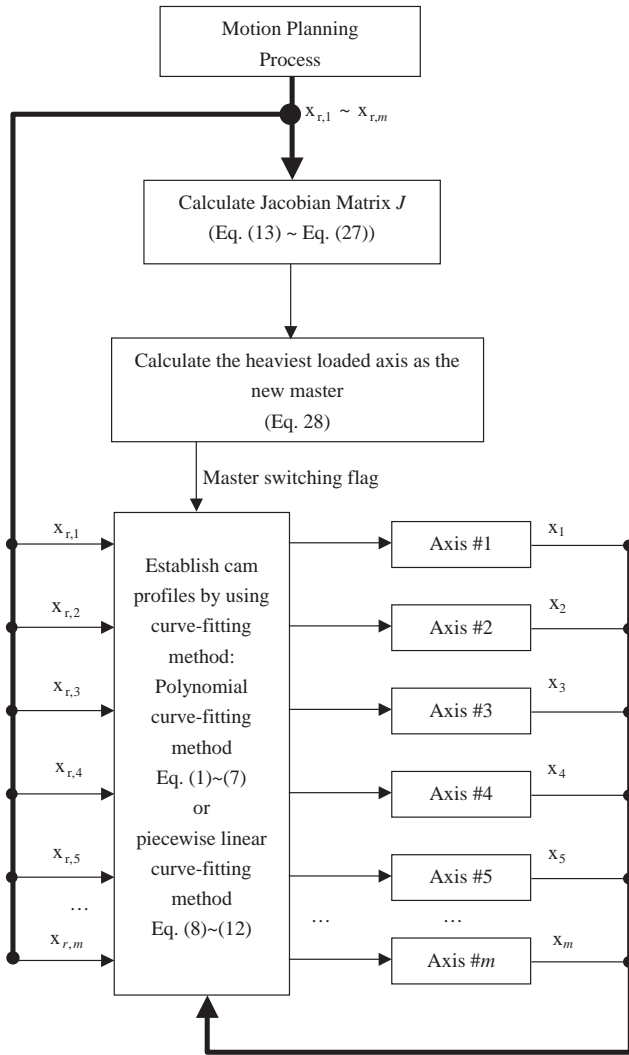 Motion Planning
Process
x_{r,1} ~ x_{r,m}
Calculate Jacobian Matrix J
(Eq. (13) ~ Eq. (27))
Calculate the heaviest loaded axis as the
new master
(Eq. 28)
Master switching flag
x_{r,1}
x_{r,2}
x_{r,3}
x_{r,4}
x_{r,5}
…
x_{r,m}
Establish cam
profiles by using
curve-fitting
method:
Polynomial
curve-fitting
method
Eq. (1)~(7)
or
piecewise linear
curve-fitting
method
Eq. (8)~(12)
…
Axis #1
Axis #2
Axis #3
Axis #4
Axis #5
…
Axis #m
x_1
x_2
x_3
x_4
x_5
x_m